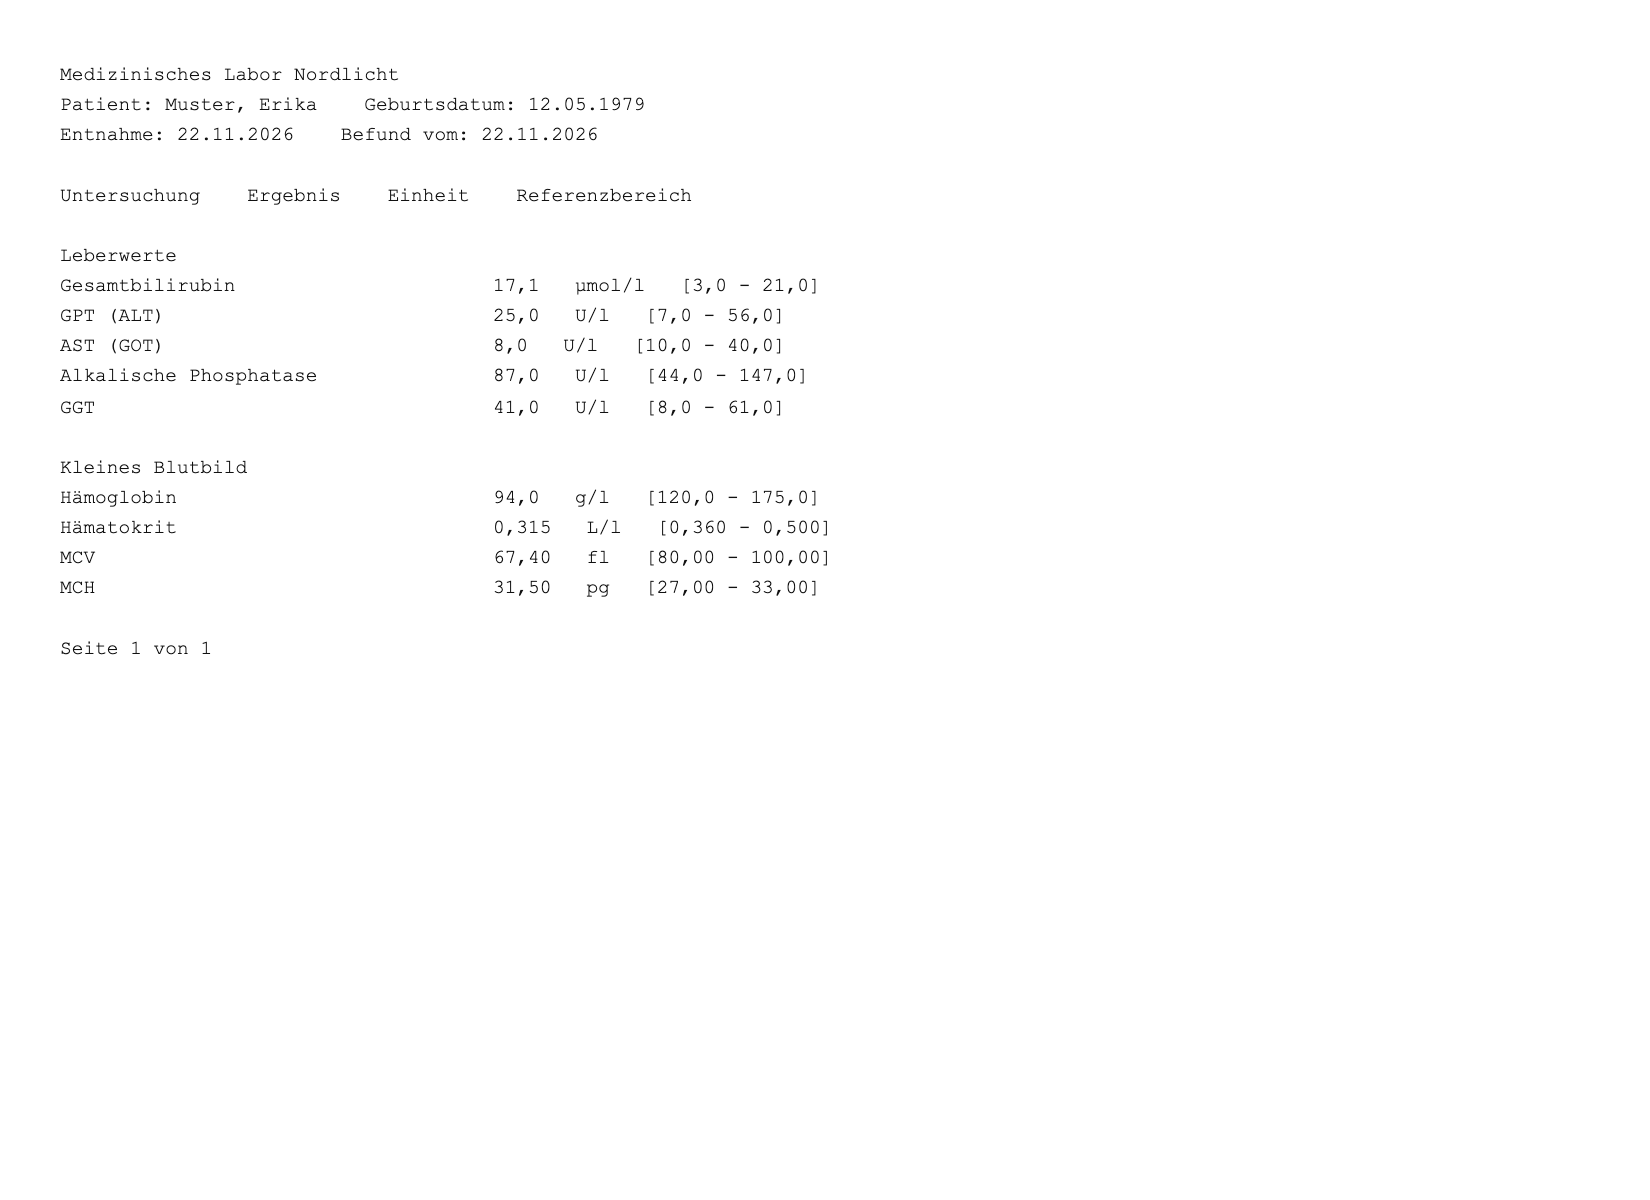 Medizinisches Labor Nordlicht
Patient: Muster, Erika    Geburtsdatum: 12.05.1979
Entnahme: 22.11.2026    Befund vom: 22.11.2026

Untersuchung    Ergebnis    Einheit    Referenzbereich

Leberwerte
Gesamtbilirubin                      17,1   µmol/l   [3,0 - 21,0]
GPT (ALT)                            25,0   U/l   [7,0 - 56,0]
AST (GOT)                            8,0   U/l   [10,0 - 40,0]
Alkalische Phosphatase               87,0   U/l   [44,0 - 147,0]
GGT                                  41,0   U/l   [8,0 - 61,0]

Kleines Blutbild
Hämoglobin                           94,0   g/l   [120,0 - 175,0]
Hämatokrit                           0,315   L/l   [0,360 - 0,500]
MCV                                  67,40   fl   [80,00 - 100,00]
MCH                                  31,50   pg   [27,00 - 33,00]

Seite 1 von 1